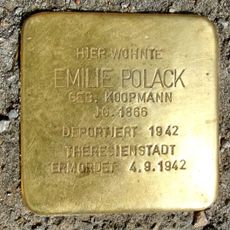 HIER WOHNTE
EMILIE POLACK
GEB. KOOPMANN
JG. 1866
DEPORTIERT 1942
THERESIENSTADT
ERMORDET 4.9.1942